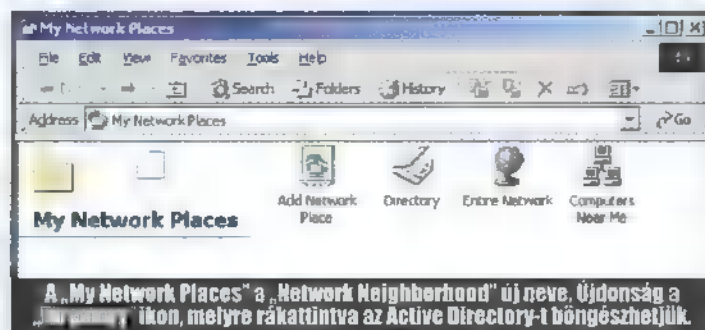 My Network Places
File Edit View Favorites Tools Help
Search Folders History
Address My Network Places Go
Add Network Place
Directory
Entire Network
Computers Near Me
My Network Places
A „My Network Places” a „Network Neighborhood” új neve. Újdonság a
ikon, melyre rákattintva az Active Directory-t böngészhetjük.